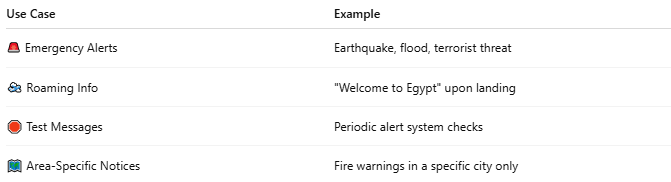 Use Case Example
🚨 Emergency Alerts Earthquake, flood, terrorist threat
Roaming Info "Welcome to Egypt" upon landing
🛑 Test Messages Periodic alert system checks
🗺️ Area-Specific Notices Fire warnings in a specific city only